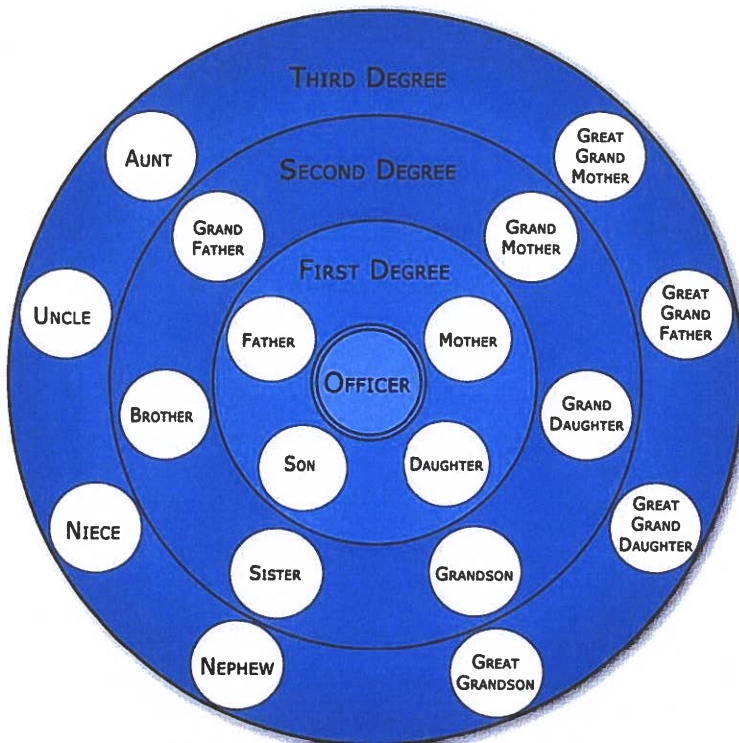 THIRD DEGREE
AUNT
GREAT
GRAND
MOTHER
SECOND DEGREE
GRAND
FATHER
GRAND
MOTHER
FIRST DEGREE
UNCLE
GREAT
GRAND
FATHER
FATHER
MOTHER
OFFICER
BROTHER
GRAND
DAUGHTER
SON
DAUGHTER
NIECE
GREAT
GRAND
DAUGHTER
SISTER
GRANDSON
NEPHEW
GREAT
GRANDSON